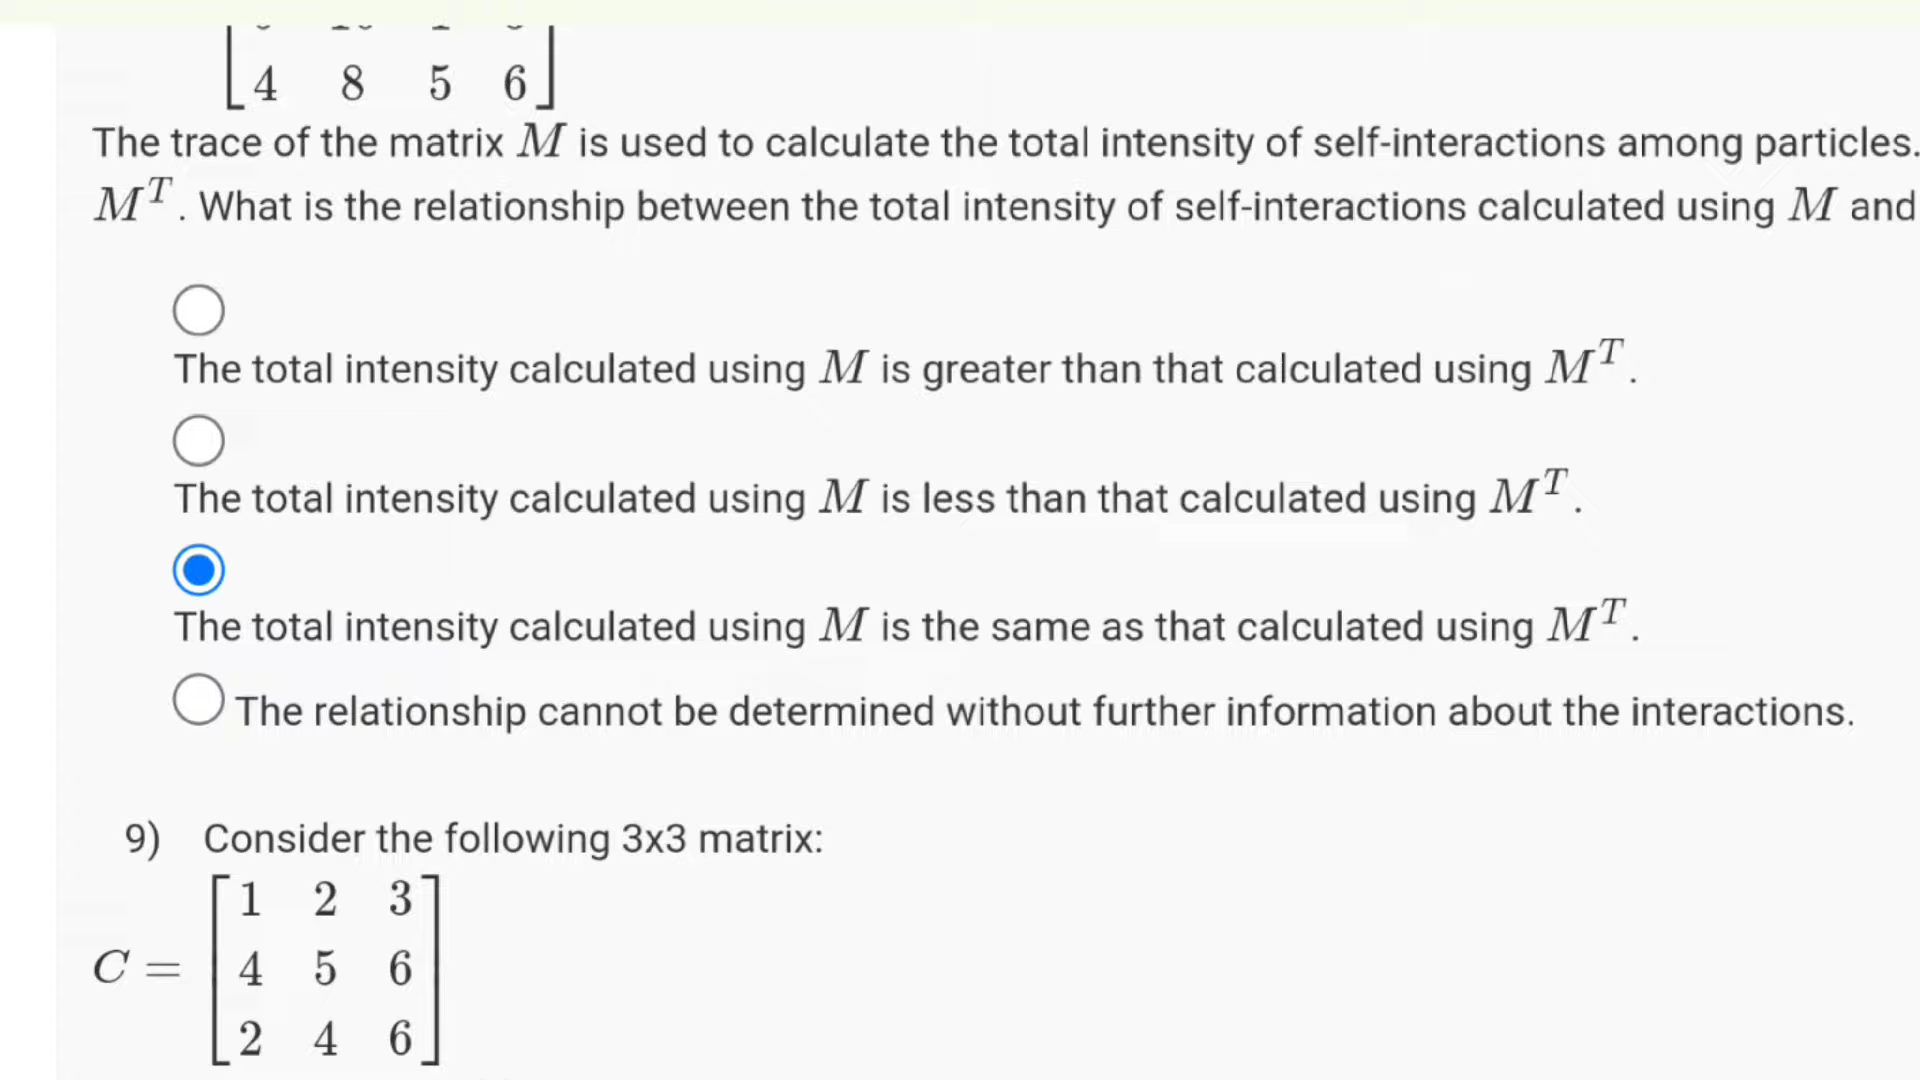 4 8 5 6
The trace of the matrix M is used to calculate the total intensity of self-interactions among particles.
M^T. What is the relationship between the total intensity of self-interactions calculated using M and
The total intensity calculated using M is greater than that calculated using M^T.
The total intensity calculated using M is less than that calculated using M^T.
The total intensity calculated using M is the same as that calculated using M^T.
The relationship cannot be determined without further information about the interactions.
9) Consider the following 3x3 matrix:
1 2 3
C = 4 5 6
2 4 6